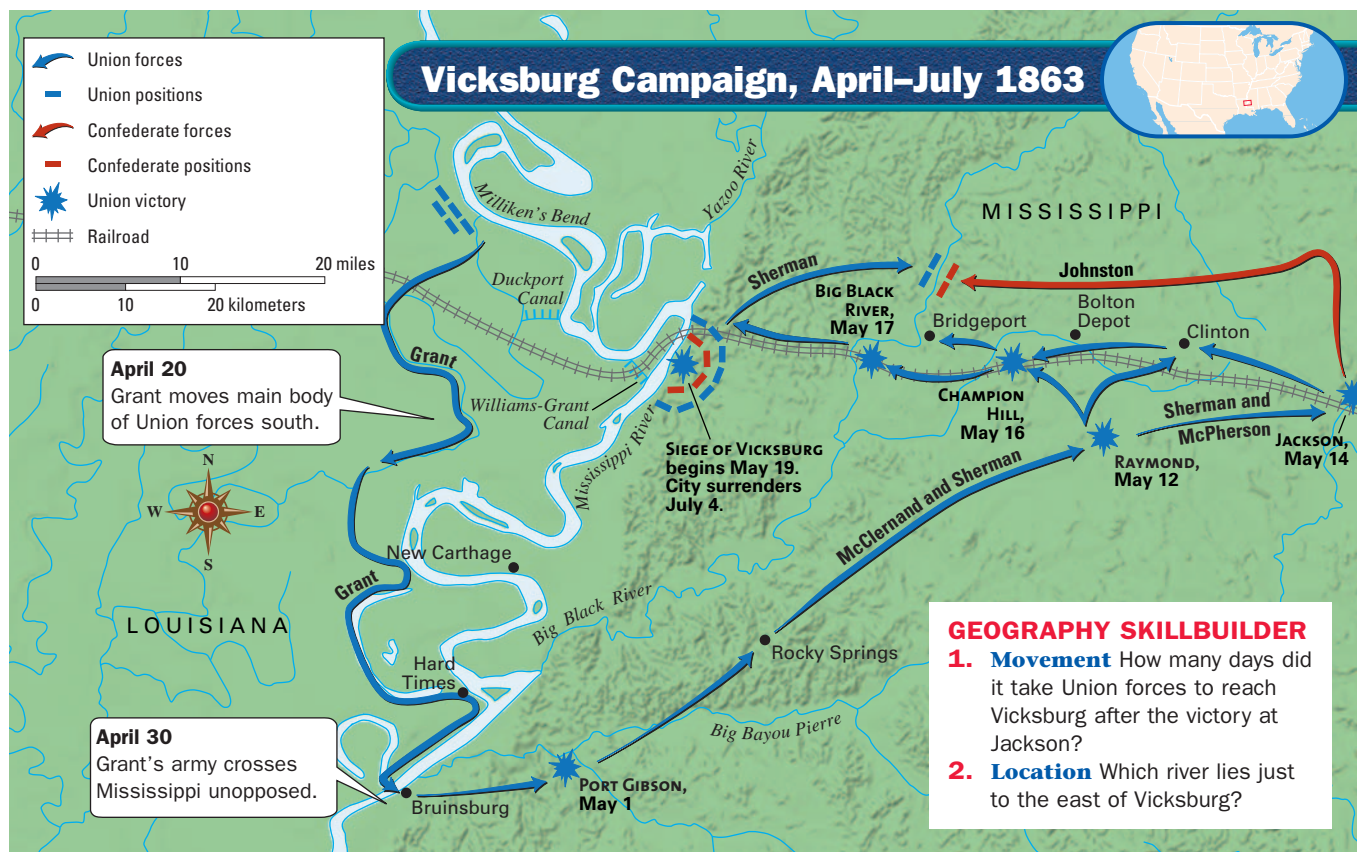 Vicksburg Campaign, April–July 1863
Union forces
Union positions
Confederate forces
Confederate positions
Union victory
Railroad
0 10 20 miles
0 10 20 kilometers
Milliken's Bend
Yazoo River
MISSISSIPPI
Duckport
Canal
Sherman
BIG BLACK
RIVER,
May 17
Johnston
Bridgeport
Bolton
Depot
Clinton
Grant
April 20
Grant moves main body
of Union forces south.
Williams-Grant
Canal
Mississippi River
SIEGE OF VICKSBURG
begins May 19.
City surrenders
July 4.
CHAMPION
HILL,
May 16
Sherman and
McPherson
JACKSON,
May 14
RAYMOND,
May 12
McClernand and Sherman
N
W E
S
New Carthage
Grant
LOUISIANA
Big Black River
Hard
Times
Rocky Springs
Big Bayou Pierre
April 30
Grant's army crosses
Mississippi unopposed.
Bruinsburg
PORT GIBSON,
May 1
GEOGRAPHY SKILLBUILDER
1. Movement How many days did
it take Union forces to reach
Vicksburg after the victory at
Jackson?
2. Location Which river lies just
to the east of Vicksburg?